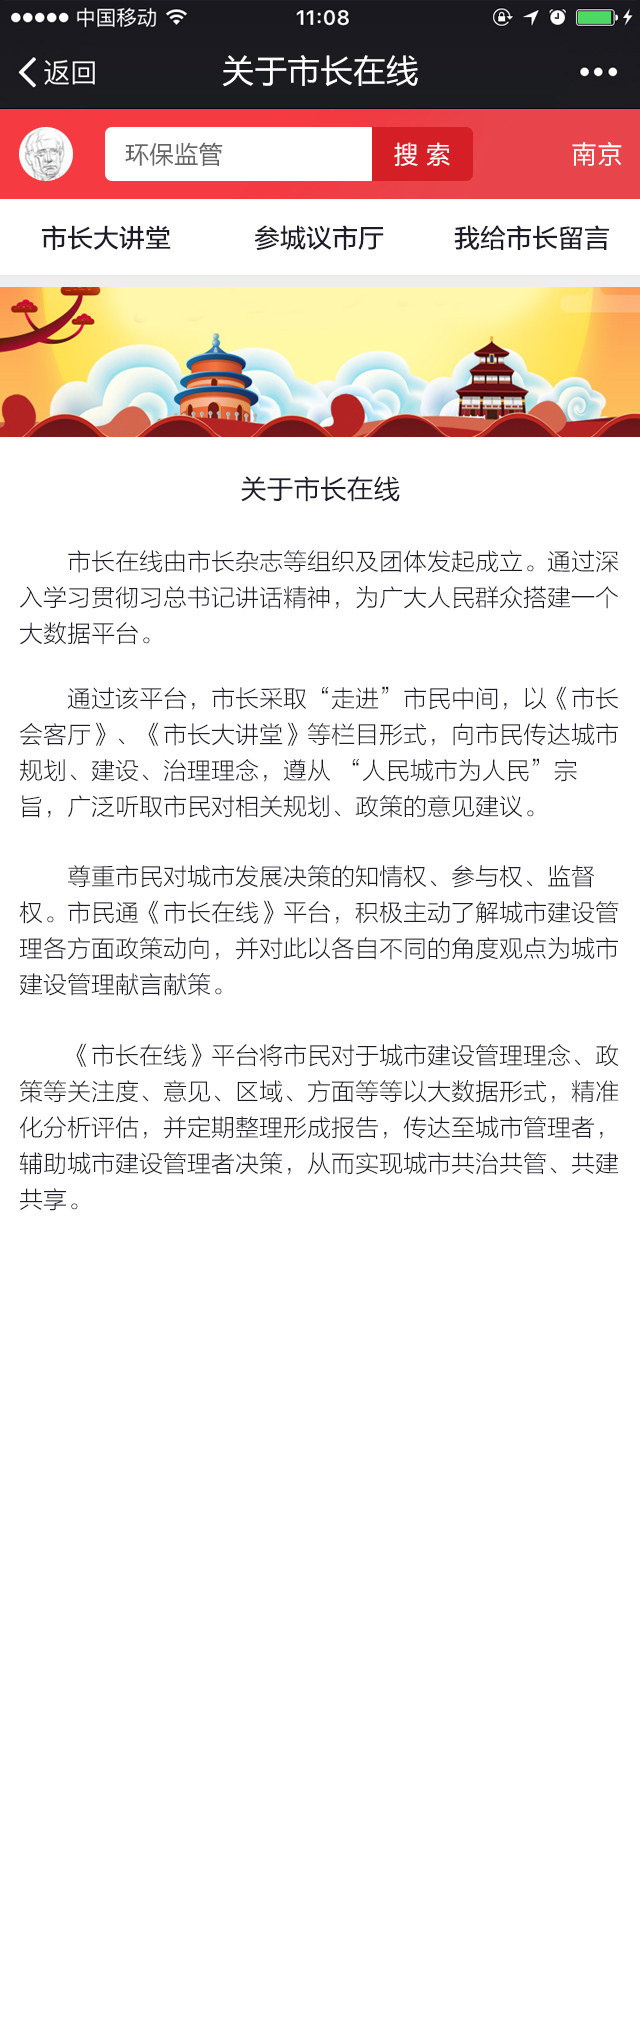 中国移动 11:08
返回 关于市长在线
环保监管 搜 索 南京
市长大讲堂 参城议市厅 我给市长留言
关于市长在线
市长在线由市长杂志等组织及团体发起成立。通过深
入学习贯彻习总书记讲话精神，为广大人民群众搭建一个
大数据平台。
通过该平台，市长采取“走进”市民中间，以《市长
会客厅》、《市长大讲堂》等栏目形式，向市民传达城市
规划、建设、治理理念，遵从 “人民城市为人民”宗
旨，广泛听取市民对相关规划、政策的意见建议。
尊重市民对城市发展决策的知情权、参与权、监督
权。市民通《市长在线》平台，积极主动了解城市建设管
理各方面政策动向，并对此以各自不同的角度观点为城市
建设管理献言献策。
《市长在线》平台将市民对于城市建设管理理念、政
策等关注度、意见、区域、方面等等以大数据形式，精准
化分析评估，并定期整理形成报告，传达至城市管理者，
辅助城市建设管理者决策，从而实现城市共治共管、共建
共享。